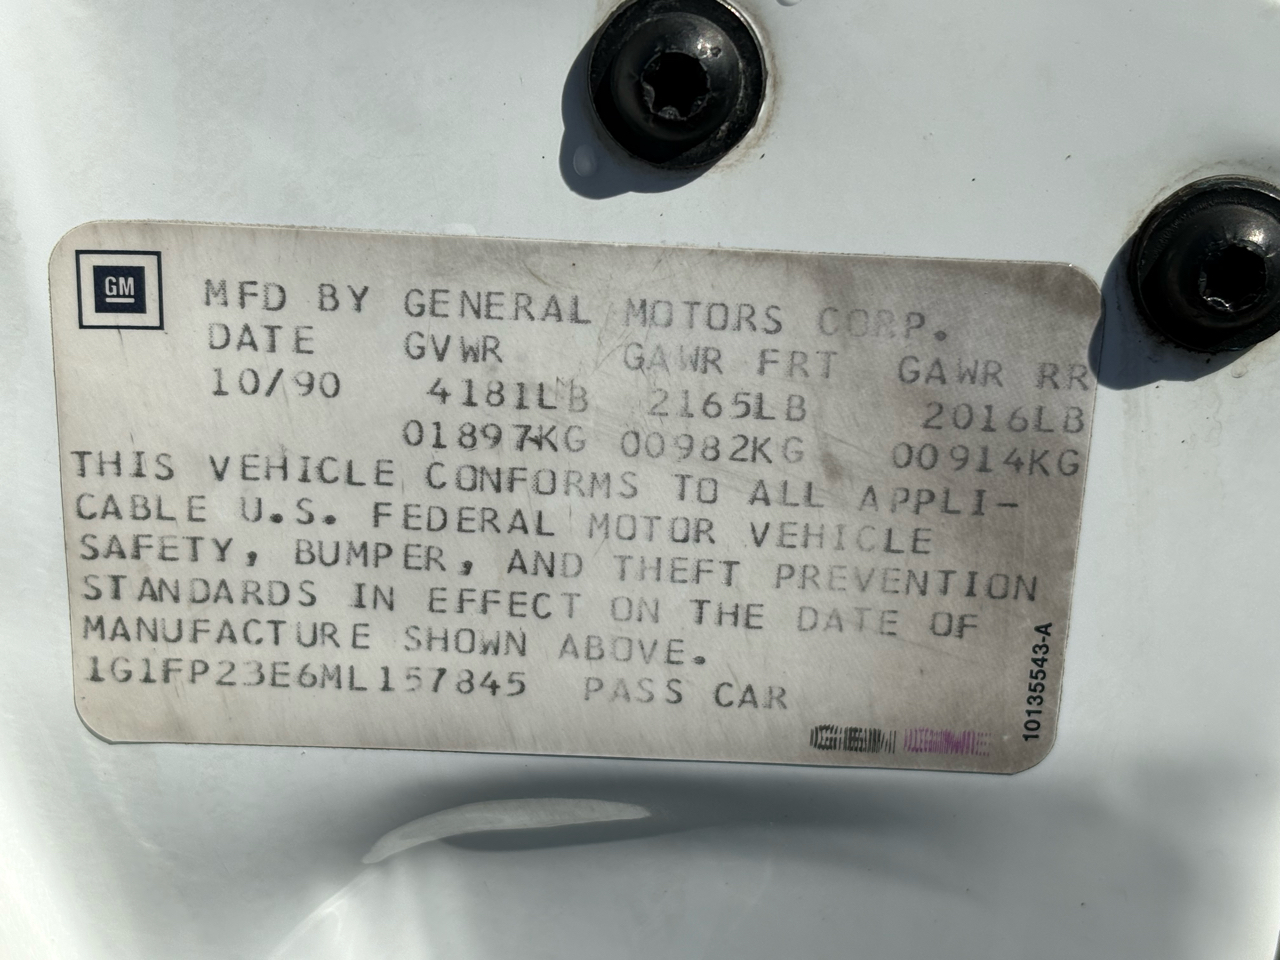 GM
MFD BY GENERAL MOTORS CORP.
DATE GVWR GAWR FRT GAWR RR
10/90 4181LB 2165LB 2016LB
01897KG 00982KG 00914KG
THIS VEHICLE CONFORMS TO ALL APPLI-
CABLE U.S. FEDERAL MOTOR VEHICLE
SAFETY, BUMPER, AND THEFT PREVENTION
STANDARDS IN EFFECT ON THE DATE OF
MANUFACTURE SHOWN ABOVE.
1G1FP23E6ML157845 PASS CAR
10135543-A